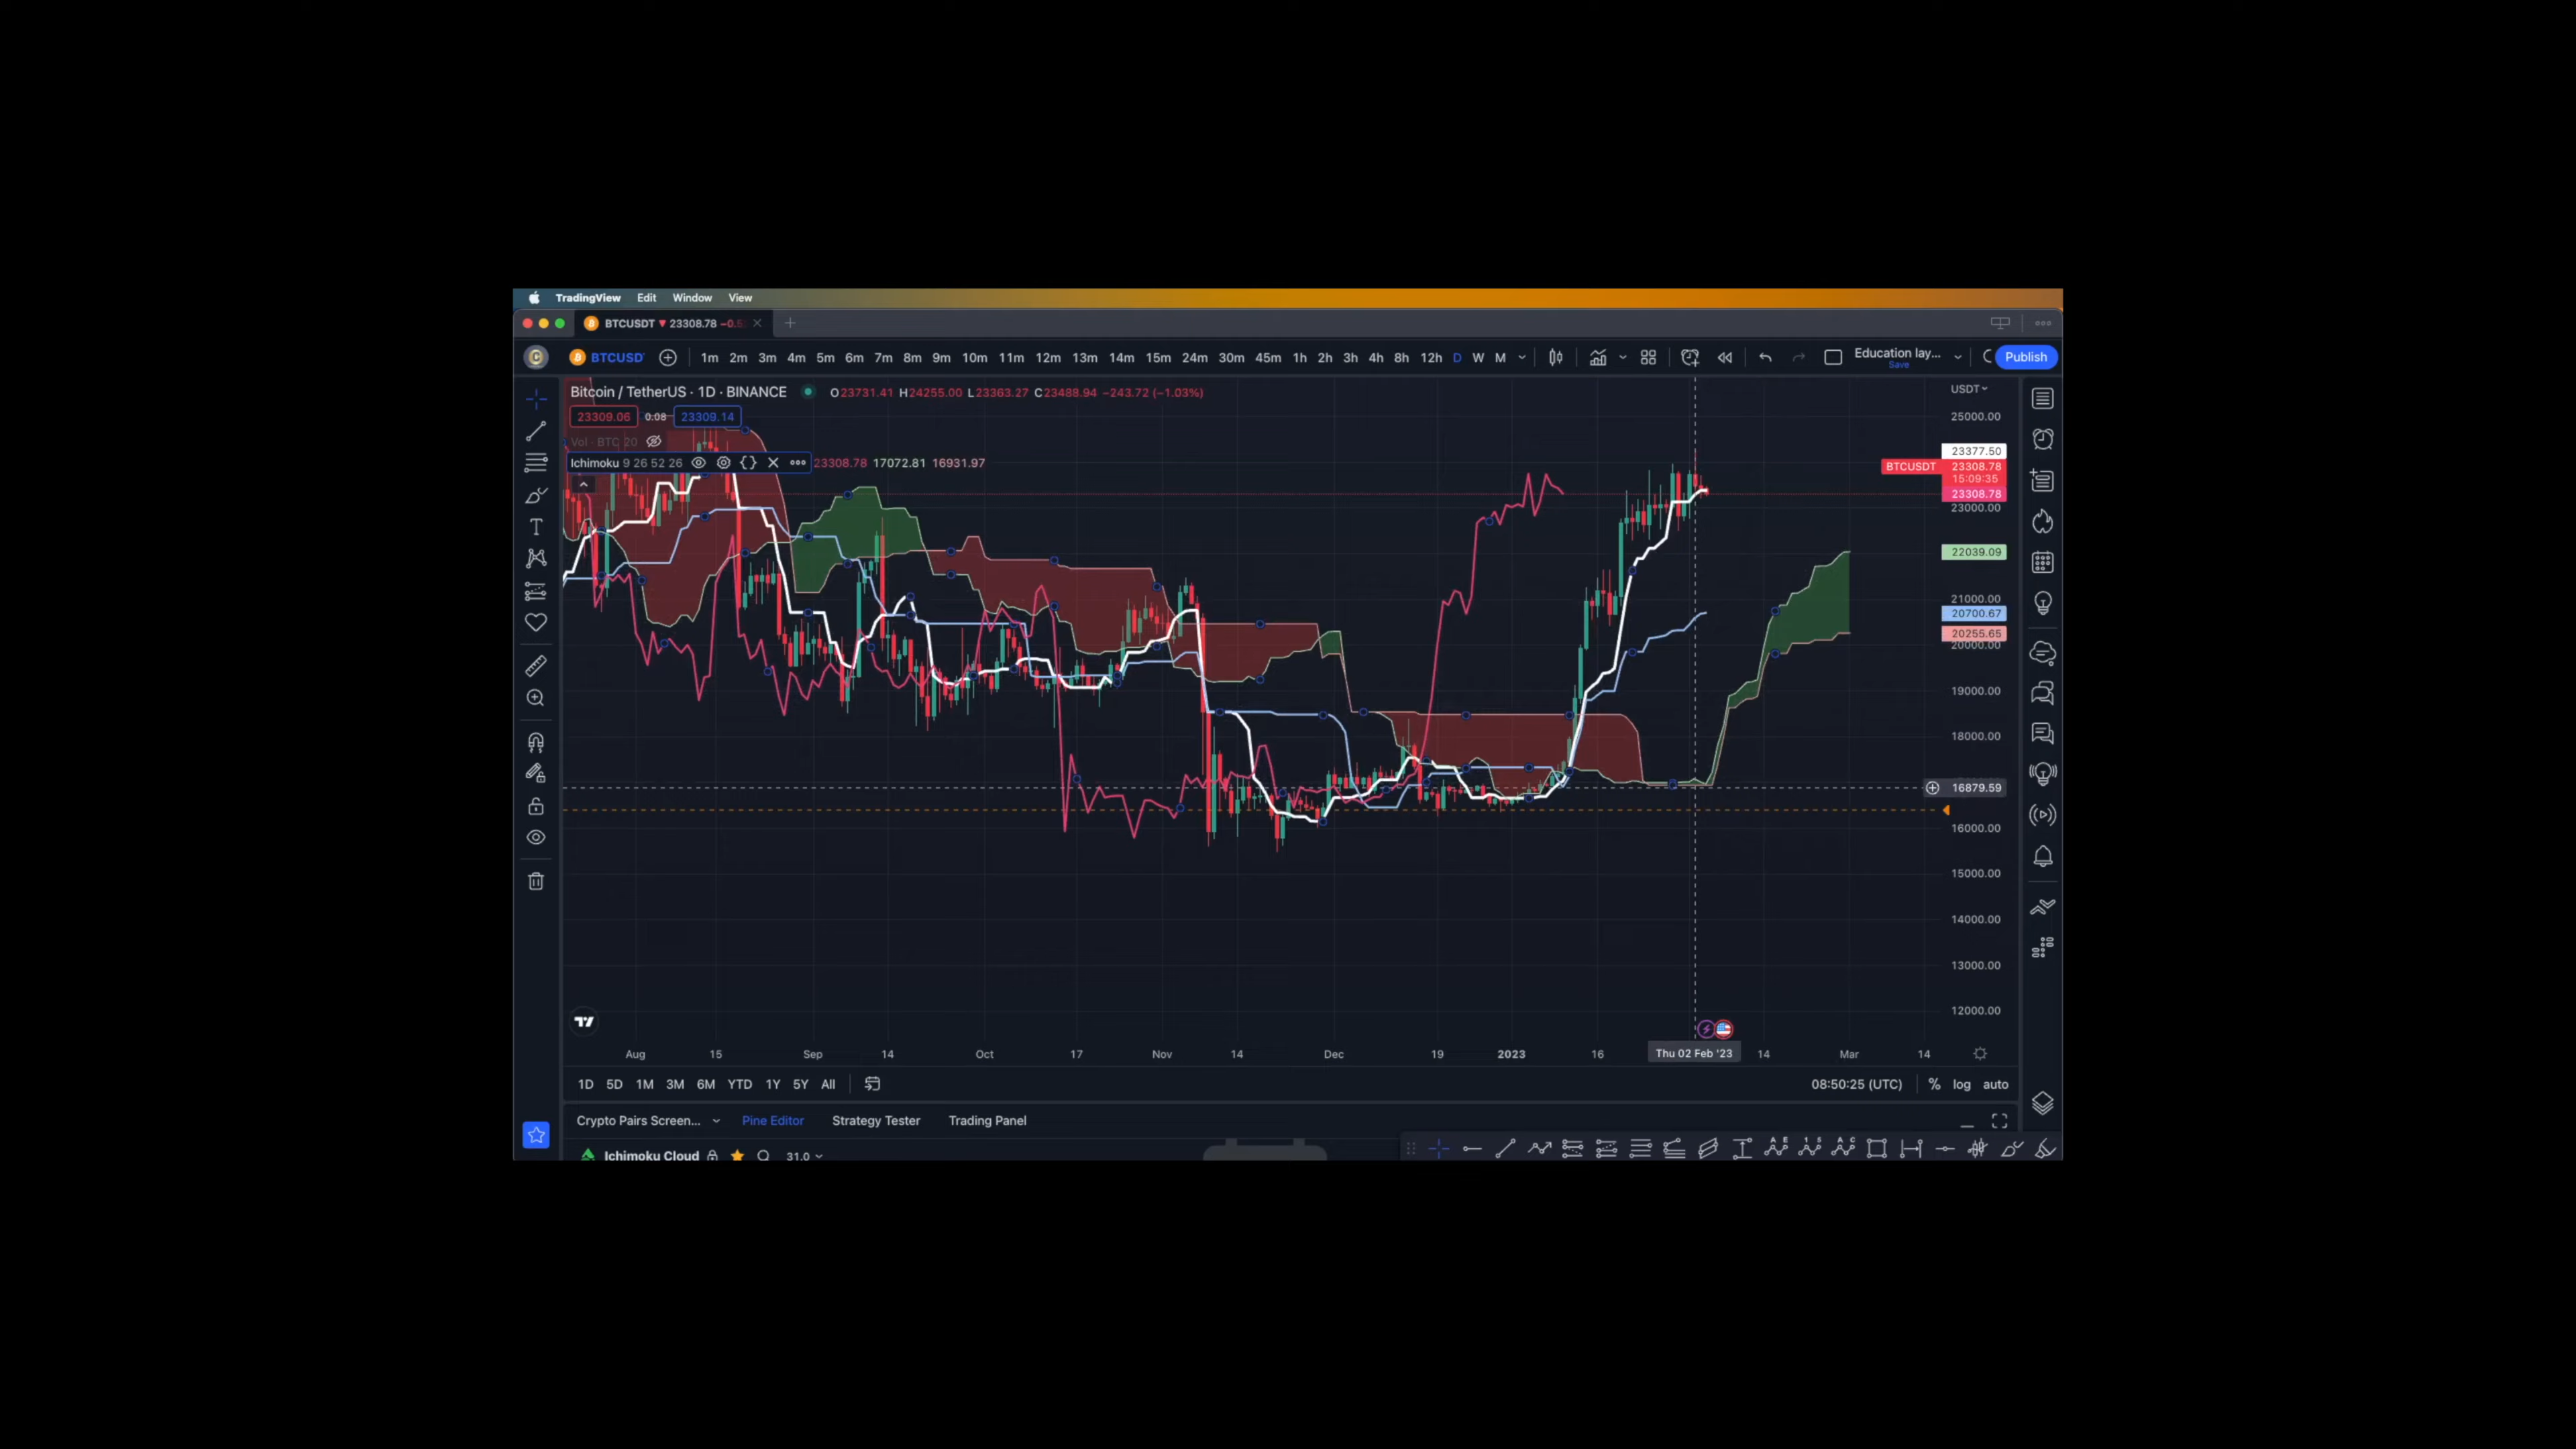 TradingView Edit Window View
BTCUSDT ▼ 23308.78 −0.5
BTCUSD 1m 2m 3m 4m 5m 6m 7m 8m 9m 10m 11m 12m 13m 14m 15m 24m 30m 45m 1h 2h 3h 4h 8h 12h D W M Education lay... Publish
Save
Bitcoin / TetherUS · 1D · BINANCE O23731.41 H24255.00 L23363.27 C23488.94 −243.72 (−1.03%) USDT
23309.06 0.08 23309.14 25000.00
Vol · BTC 20
23377.50
Ichimoku 9 26 52 26 23308.78 17072.81 16931.97
BTCUSDT 23308.78
15:09:35
23308.78
23000.00
22039.09
21000.00
20700.67
20255.65
20000.00
19000.00
18000.00
16879.59
16000.00
15000.00
14000.00
13000.00
12000.00
Aug 15 Sep 14 Oct 17 Nov 14 Dec 19 2023 16 Thu 02 Feb '23 14 Mar 14
1D 5D 1M 3M 6M YTD 1Y 5Y All 08:50:25 (UTC) % log auto
Crypto Pairs Screen... Pine Editor Strategy Tester Trading Panel
Ichimoku Cloud 31.0